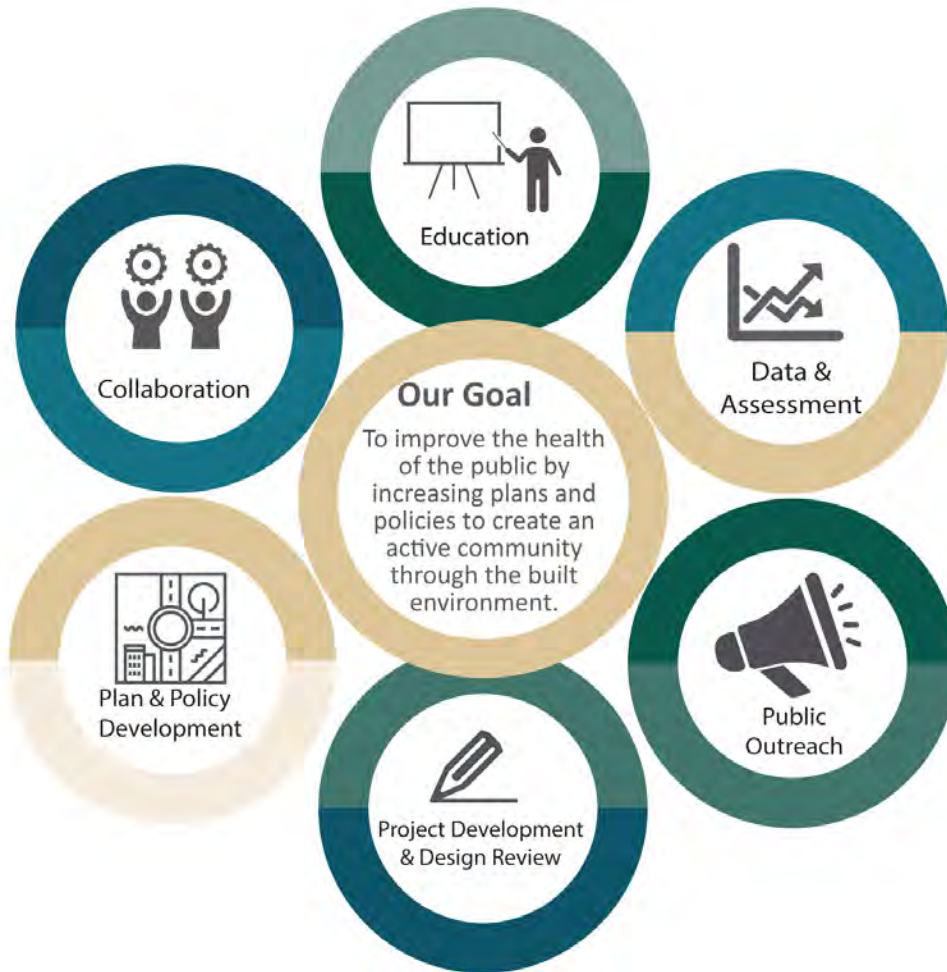 Education
Collaboration
Data &
Assessment
Our Goal
To improve the health
of the public by
increasing plans and
policies to create an
active community
through the built
environment.
Plan & Policy
Development
Public
Outreach
Project Development
& Design Review